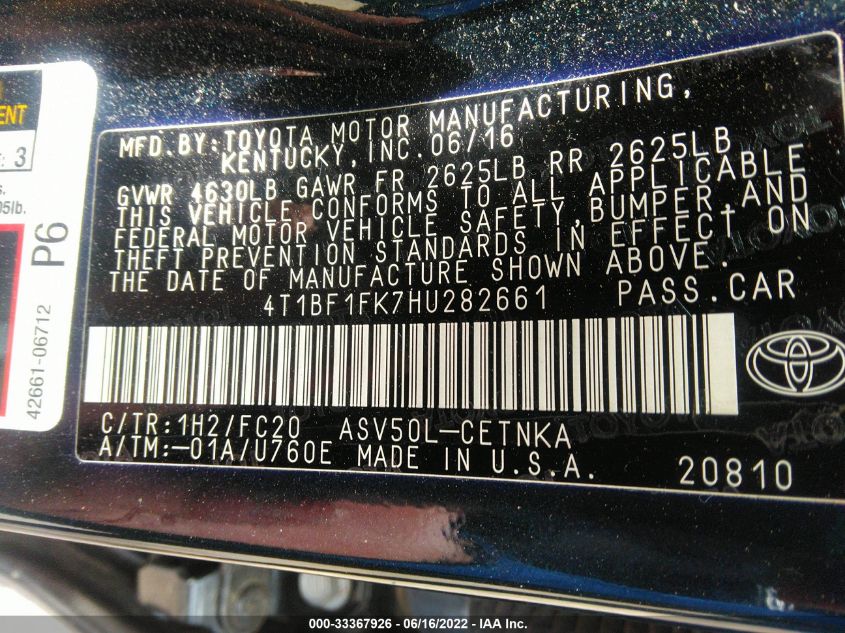 ENT
: 3
s.
05lb.
P6
42661-06712
MFD.BY:TOYOTA MOTOR MANUFACTURING,
KENTUCKY,INC.06/16
GVWR 4630LB GAWR FR 2625LB RR 2625LB
THIS VEHICLE CONFORMS TO ALL APPLICABLE
FEDERAL MOTOR VEHICLE SAFETY,BUMPER,AND
THEFT PREVENTION STANDARDS IN EFFECT ON
THE DATE OF MANUFACTURE SHOWN ABOVE.
4T1BF1FK7HU282661 PASS.CAR
C/TR:1H2/FC20 ASV50L-CETNKA
A/TM:-01A/U760E MADE IN U.S.A. 20810
000-33367926 - 06/16/2022 - IAA Inc.